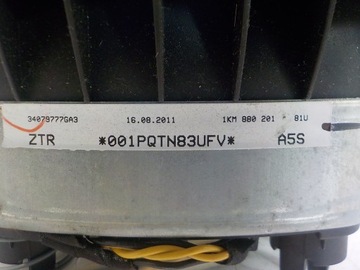 34079777GA3 16.08.2011 1KM 880 201 81U
ZTR *001PQTN83UFV* A5S